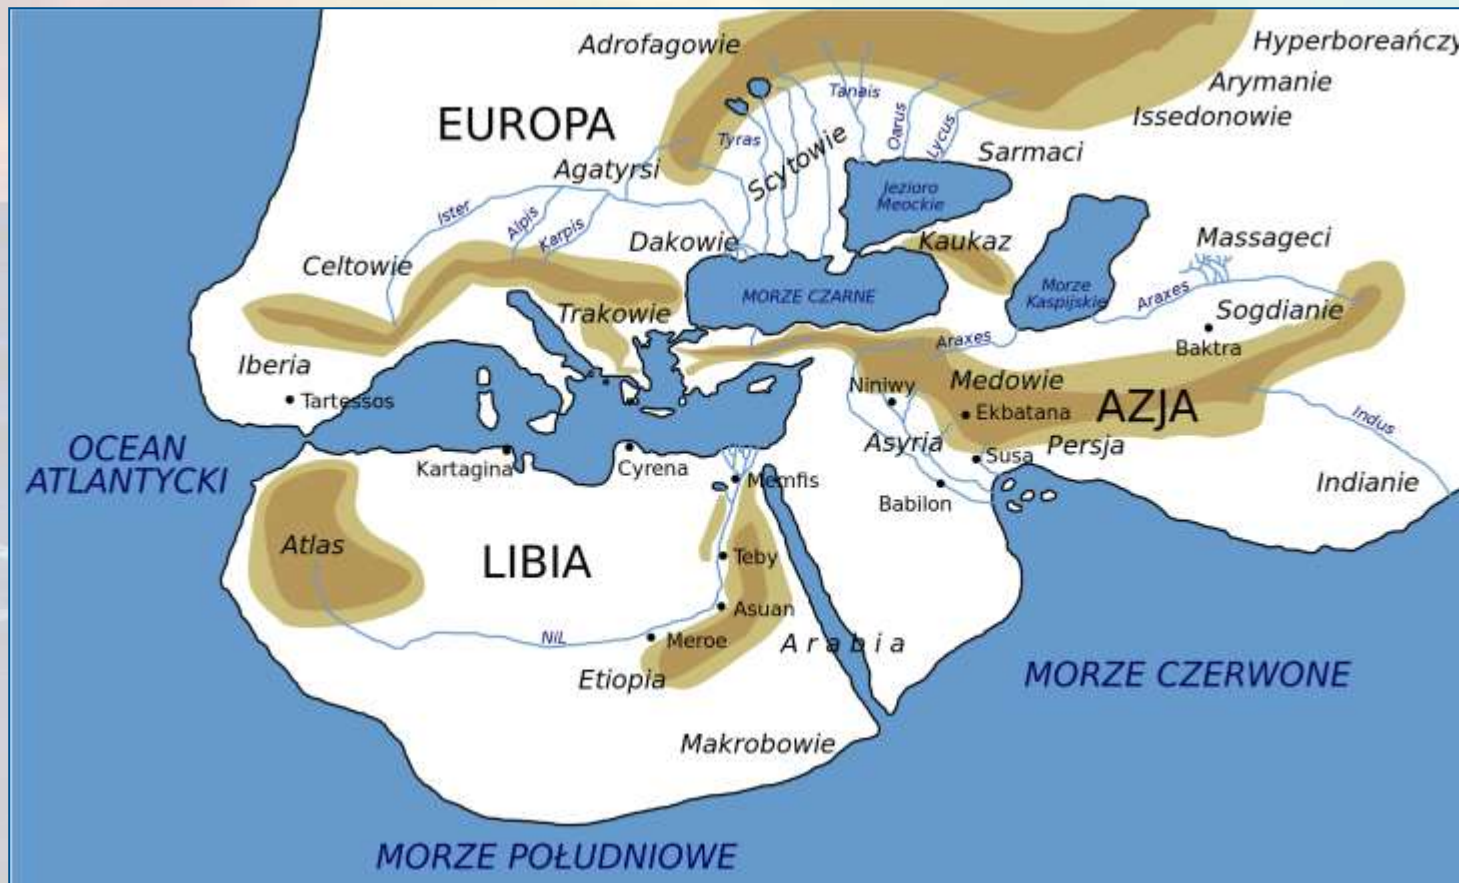 Adrofagowie
Hyperboreańczy
Arymanie
Issedonowie
EUROPA
Tanais
Oarus
Lycus
Tyras
Scytowie
Sarmaci
Agatyrsi
Jezioro
Meockie
Ister
Alpis
Karpis
Dakowie
Kaukaz
Massageci
Celtowie
MORZE CZARNE
Morze
Kaspijskie
Araxes
Sogdianie
Trakowie
Araxes
Baktra
Iberia
Tartessos
Niniwy
Medowie
Ekbatana
AZJA
Indus
OCEAN
ATLANTYCKI
Kartagina
Cyrena
Asyria
Susa
Persja
Memfis
Babilon
Indianie
Atlas
LIBIA
Teby
Asuan
NiL
Meroe
Arabia
Etiopia
MORZE CZERWONE
Makrobowie
MORZE POŁUDNIOWE